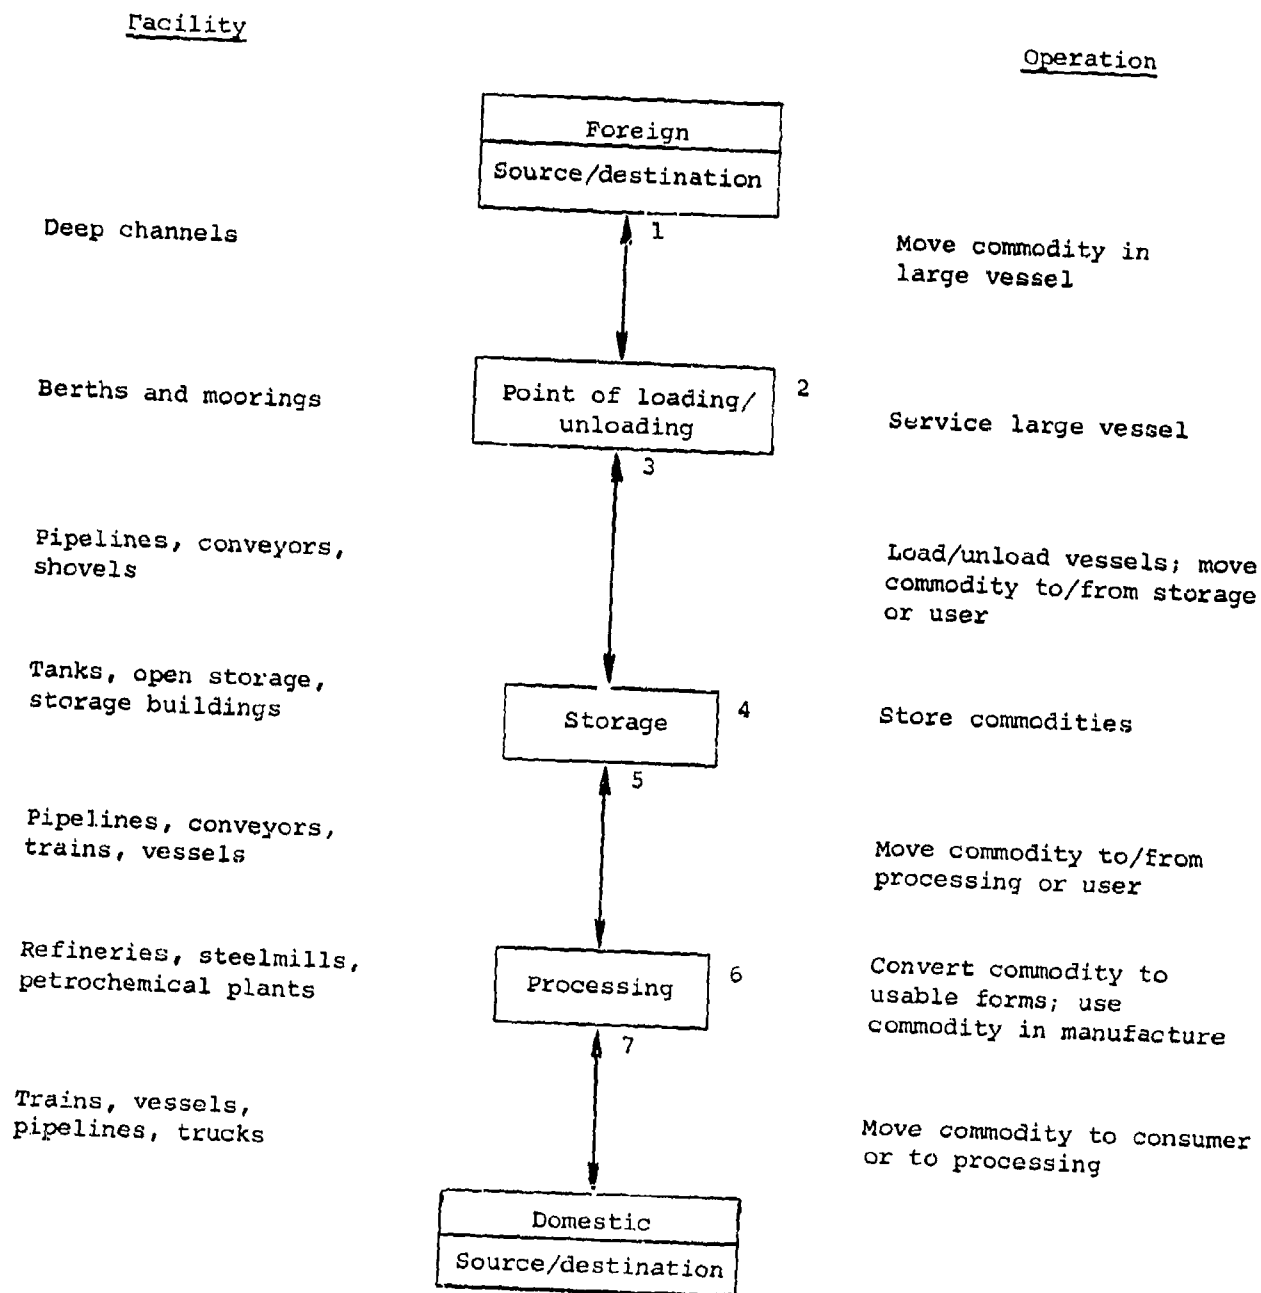 Facility
Operation
Foreign
Source/destination
1
Deep channels
Move commodity in
large vessel
Berths and moorings
Point of loading/
unloading
2
Service large vessel
3
Pipelines, conveyors,
shovels
Load/unload vessels; move
commodity to/from storage
or user
Tanks, open storage,
storage buildings
Storage
4
Store commodities
5
Pipelines, conveyors,
trains, vessels
Move commodity to/from
processing or user
Refineries, steelmills,
petrochemical plants
Processing
6
Convert commodity to
usable forms; use
commodity in manufacture
7
Trains, vessels,
pipelines, trucks
Move commodity to consumer
or to processing
Domestic
Source/destination